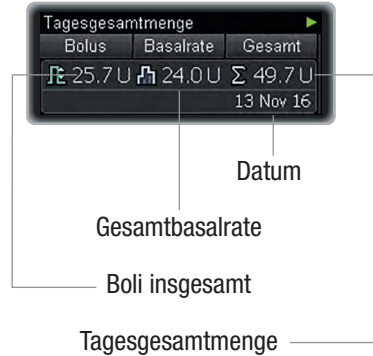 Tagesgesamtmenge
Bolus Basalrate Gesamt
25.7 U 24.0 U Σ 49.7 U
13 Nov 16
Datum
Gesamtbasalrate
Boli insgesamt
Tagesgesamtmenge